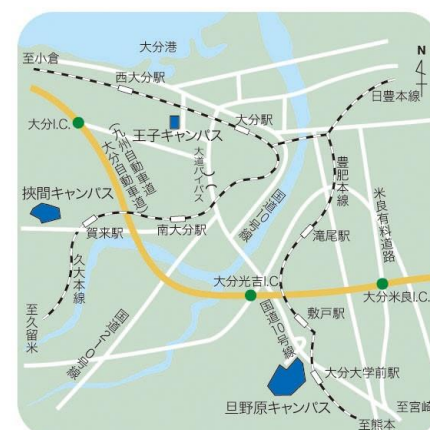 大分港
至小倉
N
西大分駅
日豊本線
大分駅
大分I.C.
王子キャンパス
大道バイパス
(九州自動車道
大分自動車道)
豊肥本線
米良有料道路
挾間キャンパス
国道10号線
賀来駅
南大分駅
滝尾駅
久大本線
大分光吉I.C
大分米良I.C.
至久留米
国道210号線
国道10号線
敷戸駅
大分大学前駅
旦野原キャンパス
至宮崎
至熊本